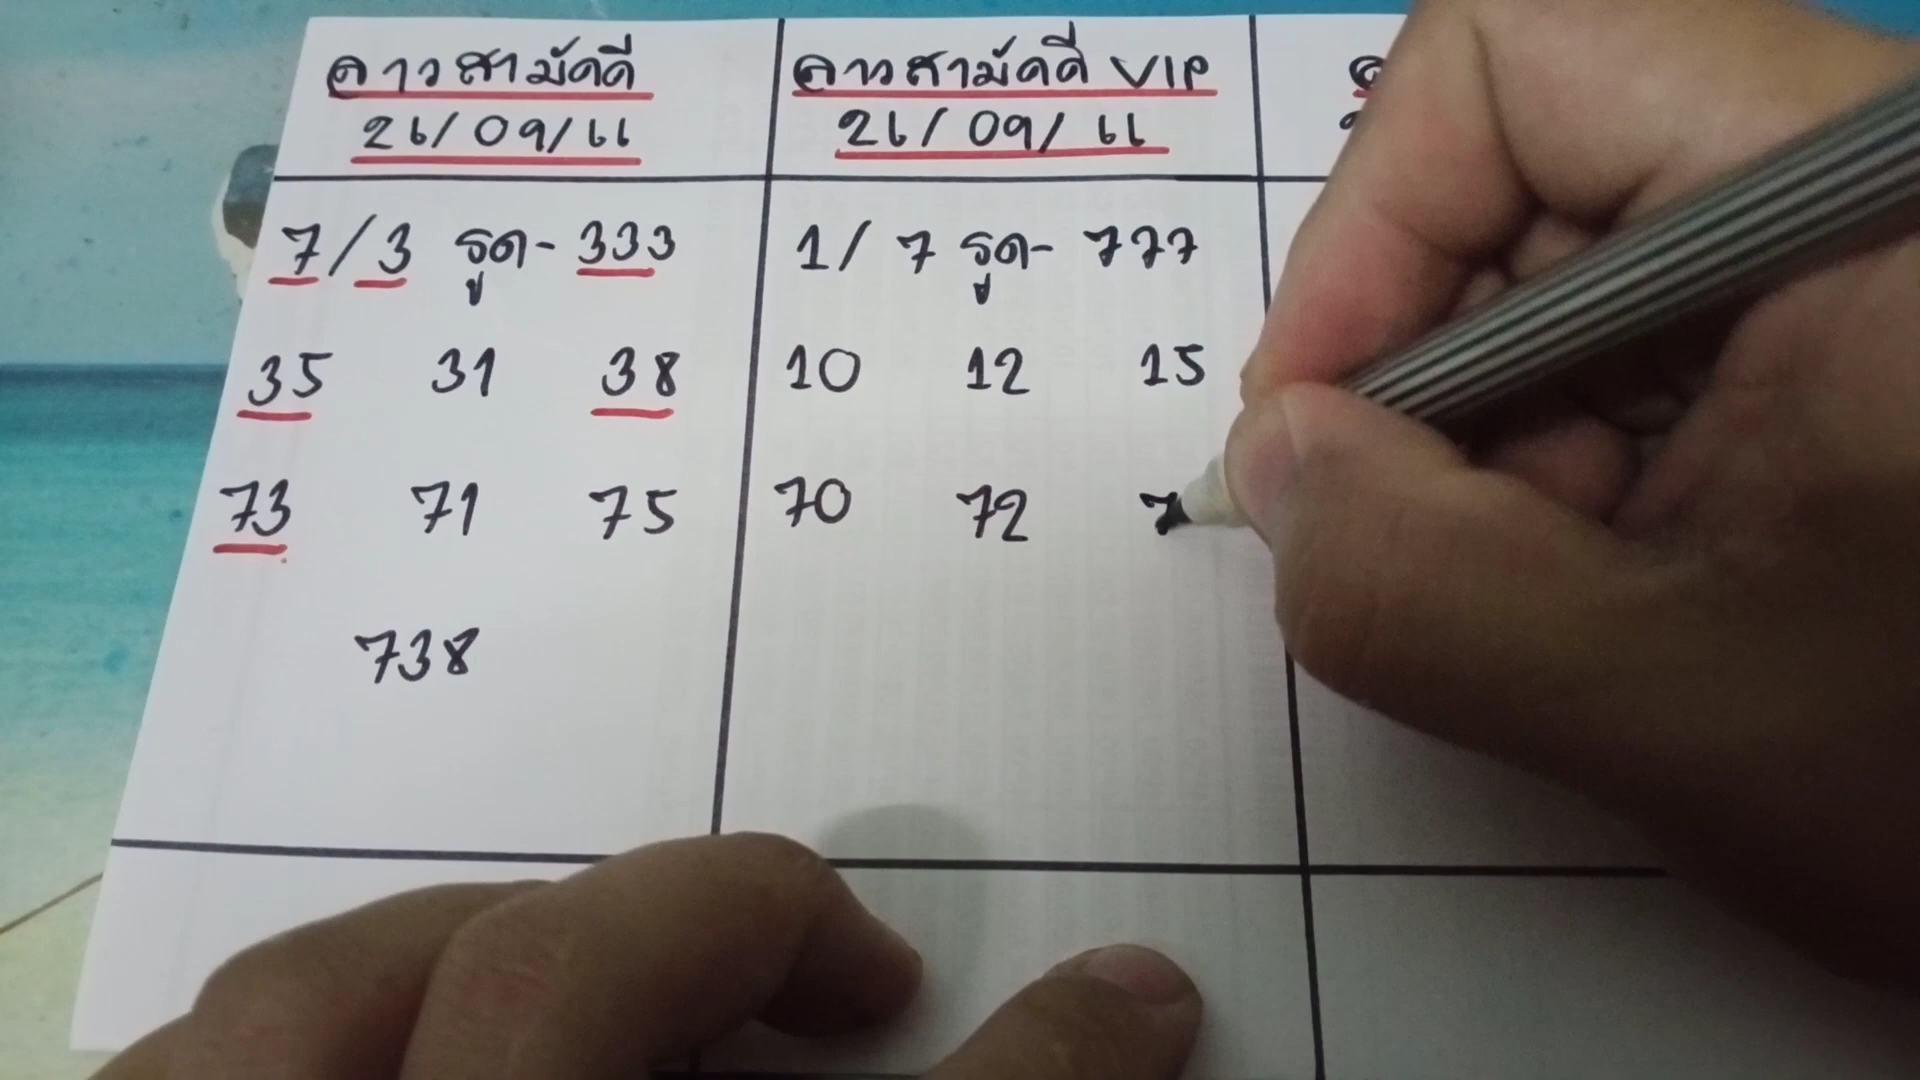 ลาวสามัคคี
26/09/66
7/3 รูด- 333
35 31 38
73 71 75
738
ลาวสามัคคี VIP
26/09/66
1/7 รูด- 777
10 12 15
70 72 7